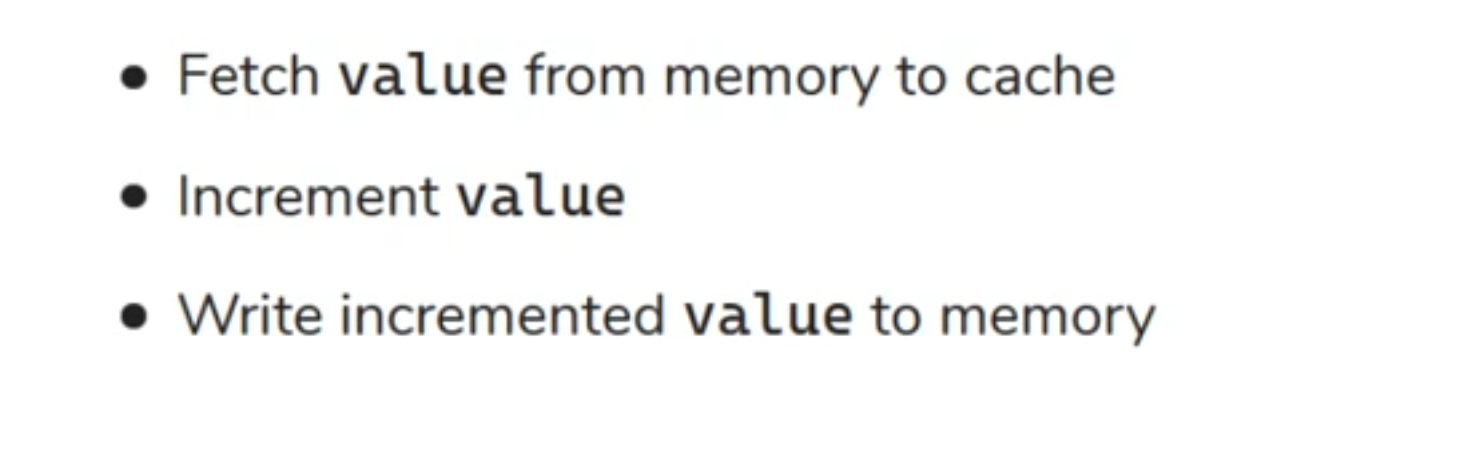 • Fetch value from memory to cache
• Increment value
• Write incremented value to memory